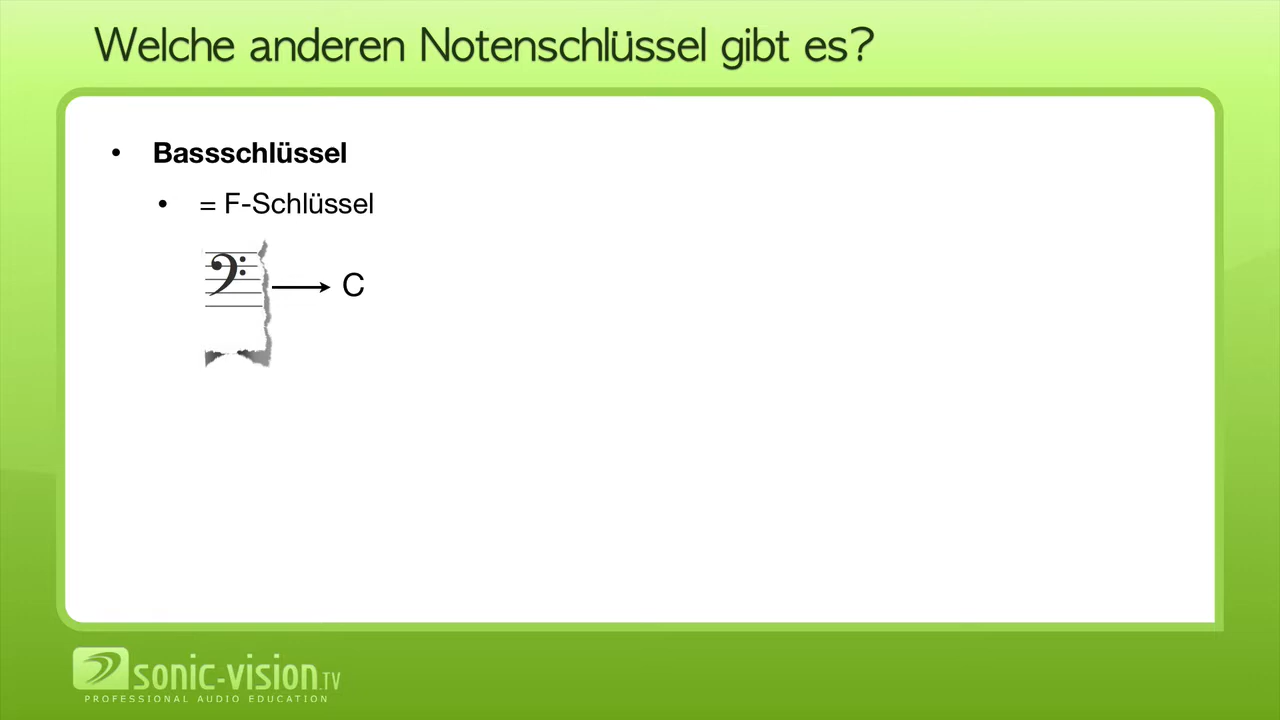 Welche anderen Notenschlüssel gibt es?
• Bassschlüssel
• = F-Schlüssel
C
sonic-vision.TV
PROFESSIONAL AUDIO EDUCATION